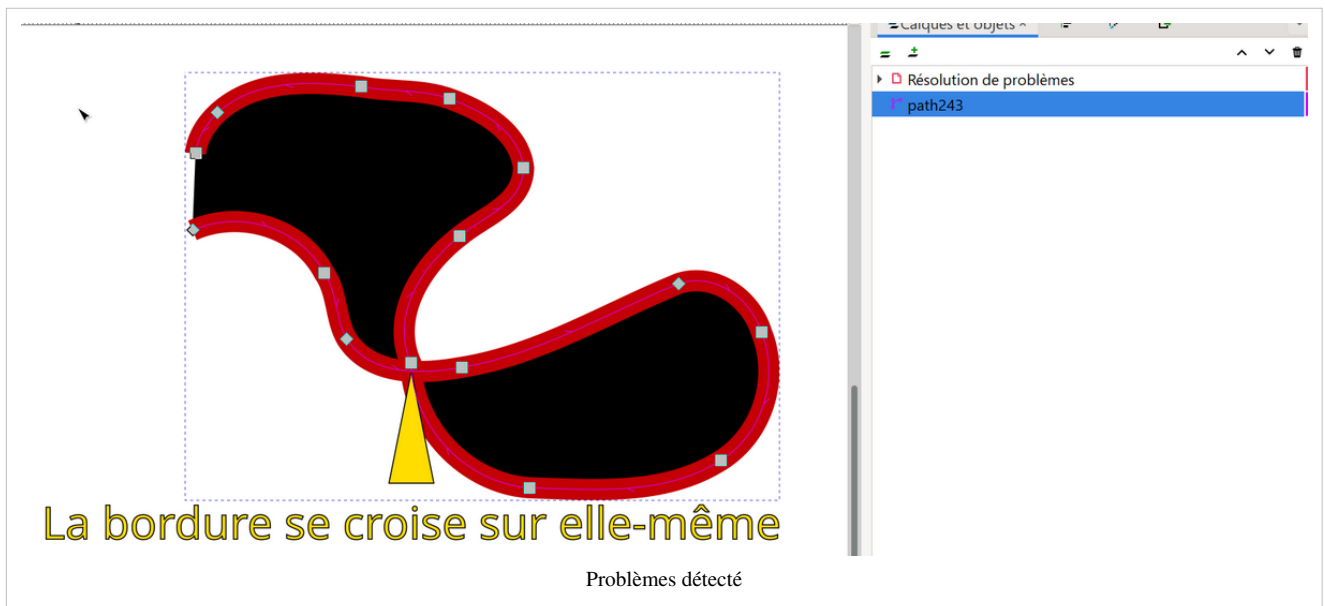 Calques et objets ×
Résolution de problèmes
path243
La bordure se croise sur elle-même
Problèmes détecté